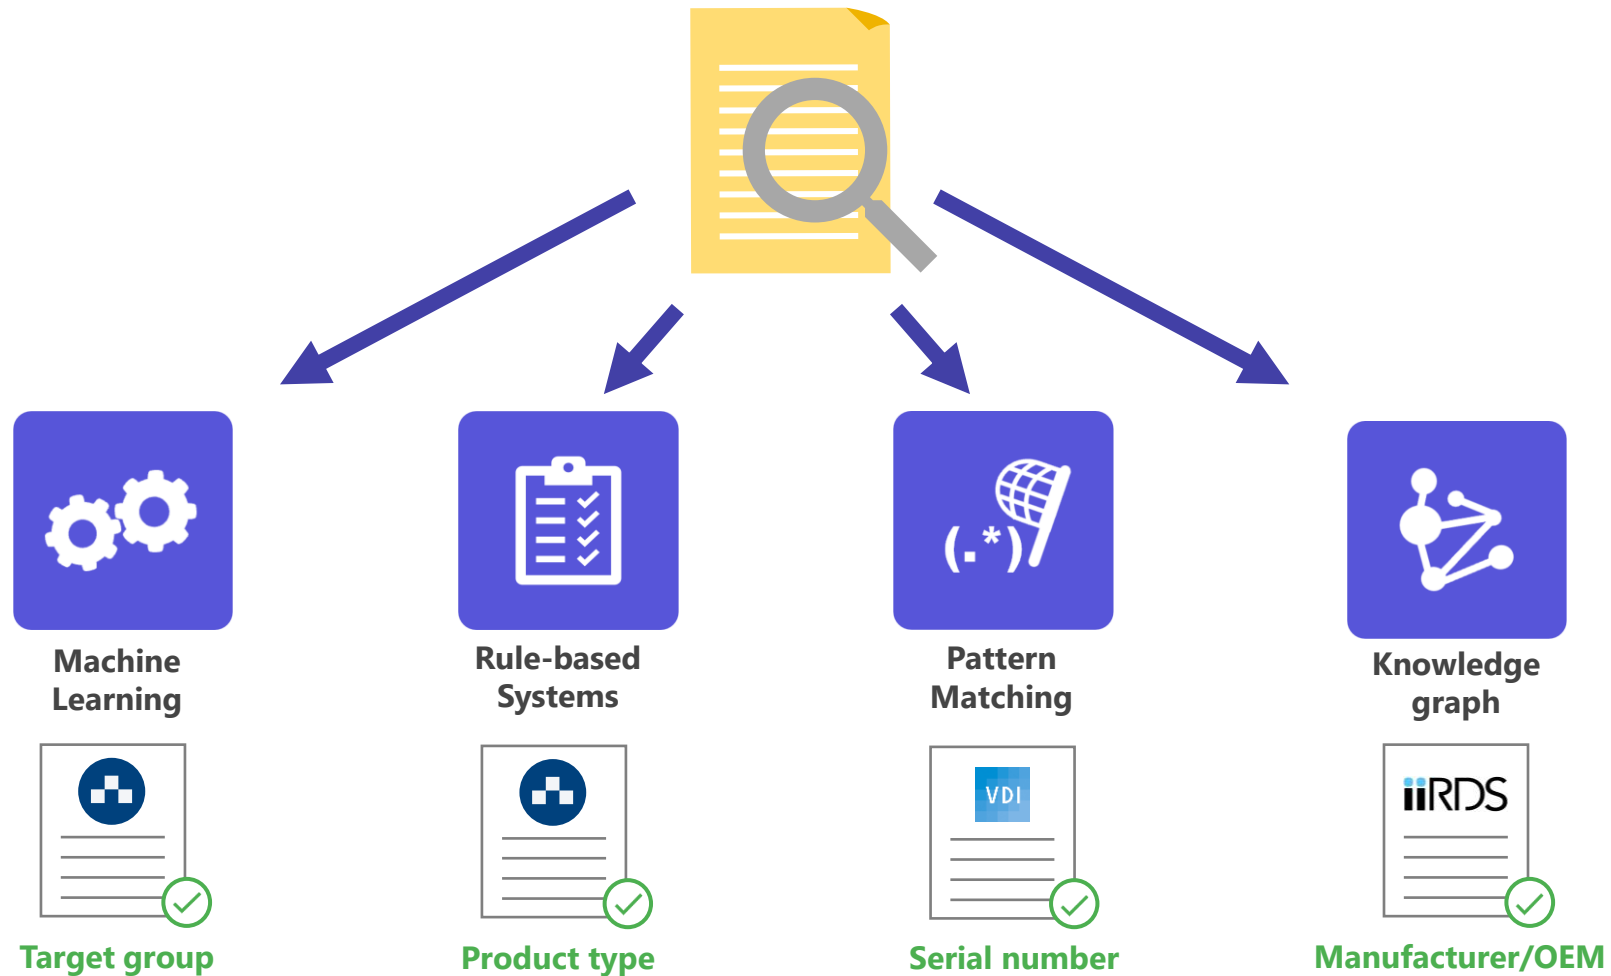 (.*)
Machine
Learning
Rule-based
Systems
Pattern
Matching
Knowledge
graph
VDI
iiRDS
Target group
Product type
Serial number
Manufacturer/OEM